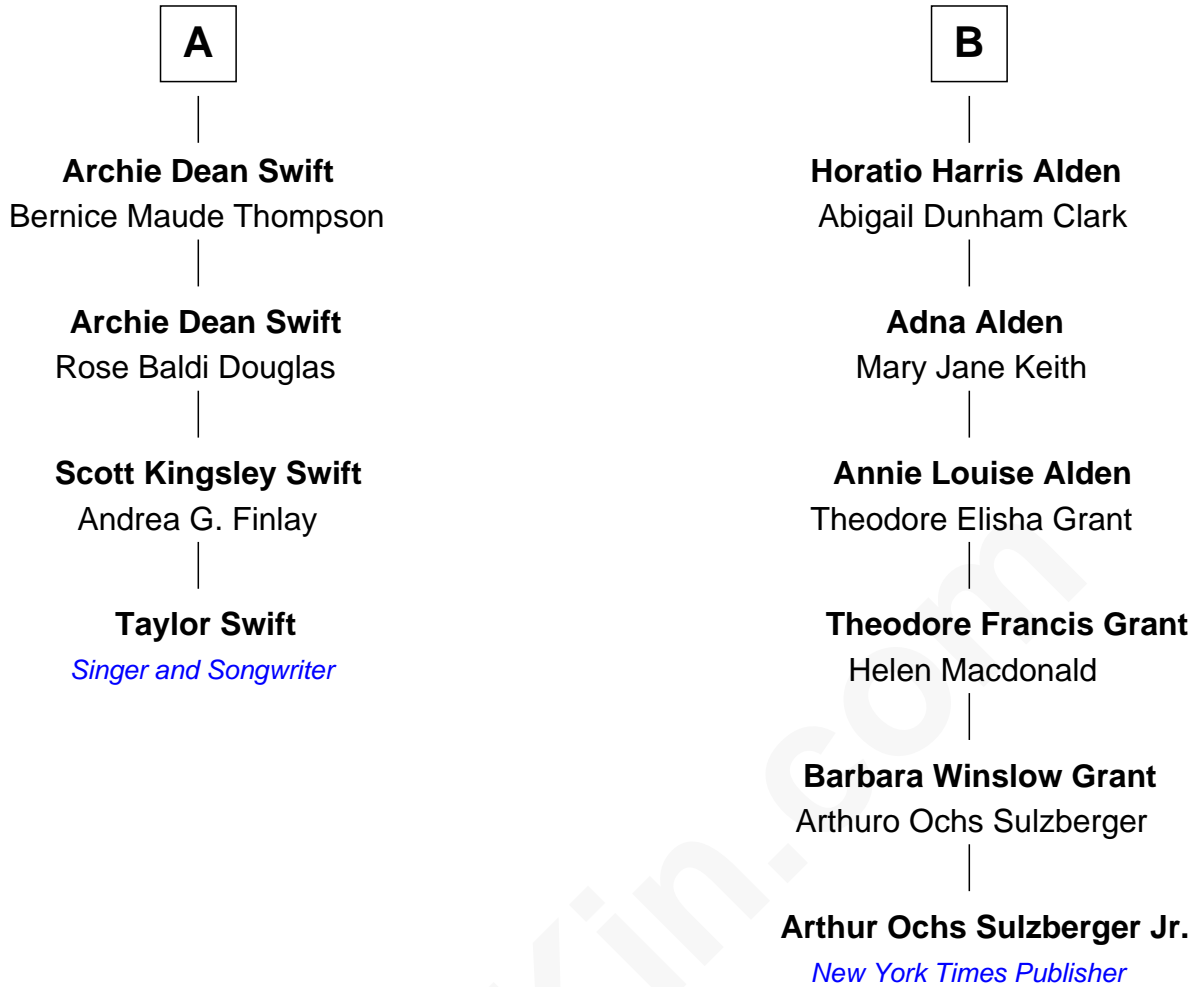 A
Archie Dean Swift
Bernice Maude Thompson
Archie Dean Swift
Rose Baldi Douglas
Scott Kingsley Swift
Andrea G. Finlay
Taylor Swift
Singer and Songwriter
B
Horatio Harris Alden
Abigail Dunham Clark
Adna Alden
Mary Jane Keith
Annie Louise Alden
Theodore Elisha Grant
Theodore Francis Grant
Helen Macdonald
Barbara Winslow Grant
Arthuro Ochs Sulzberger
Arthur Ochs Sulzberger Jr.
New York Times Publisher
Kin.com